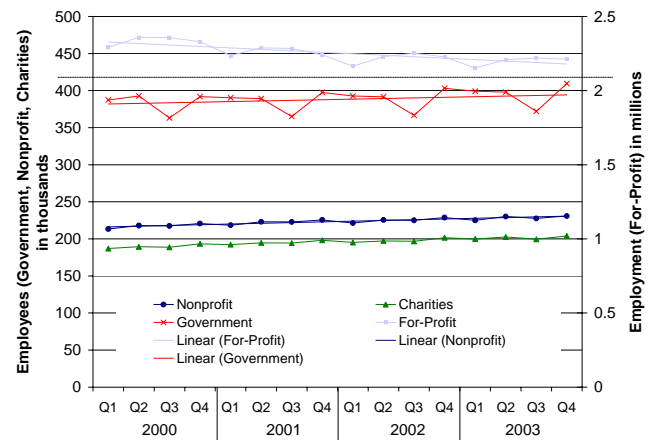 Employees (Government, Nonprofit, Charities)
in thousands
500
450
400
350
300
250
200
150
100
50
0
2.5
2
1.5
1
0.5
0
Employment (For-Profit) in millions
Nonprofit
Charities
Government
For-Profit
Linear (For-Profit)
Linear (Nonprofit)
Linear (Government)
Q1 Q2 Q3 Q4 Q1 Q2 Q3 Q4 Q1 Q2 Q3 Q4 Q1 Q2 Q3 Q4
2000 2001 2002 2003